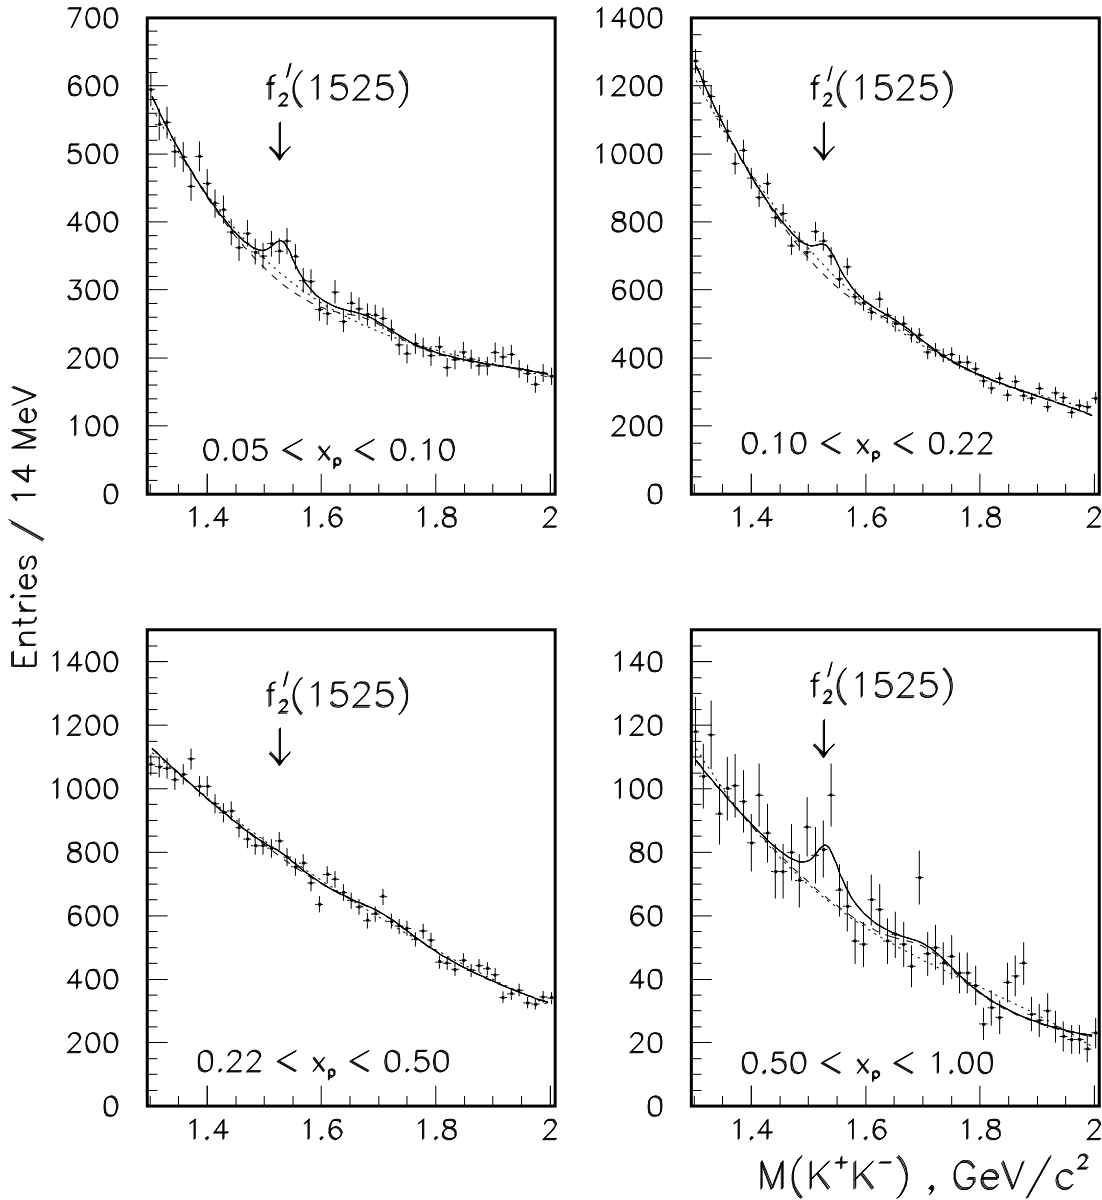 700
600
500
400
300
200
100
0
f₂′(1525)
0.05 < xₚ < 0.10
1.4 1.6 1.8 2
1400
1200
1000
800
600
400
200
0
f₂′(1525)
0.10 < xₚ < 0.22
1.4 1.6 1.8 2
Entries / 14 MeV
1400
1200
1000
800
600
400
200
0
f₂′(1525)
0.22 < xₚ < 0.50
1.4 1.6 1.8 2
140
120
100
80
60
40
20
0
f₂′(1525)
0.50 < xₚ < 1.00
1.4 1.6 1.8 2
M(K⁺K⁻) , GeV/c²